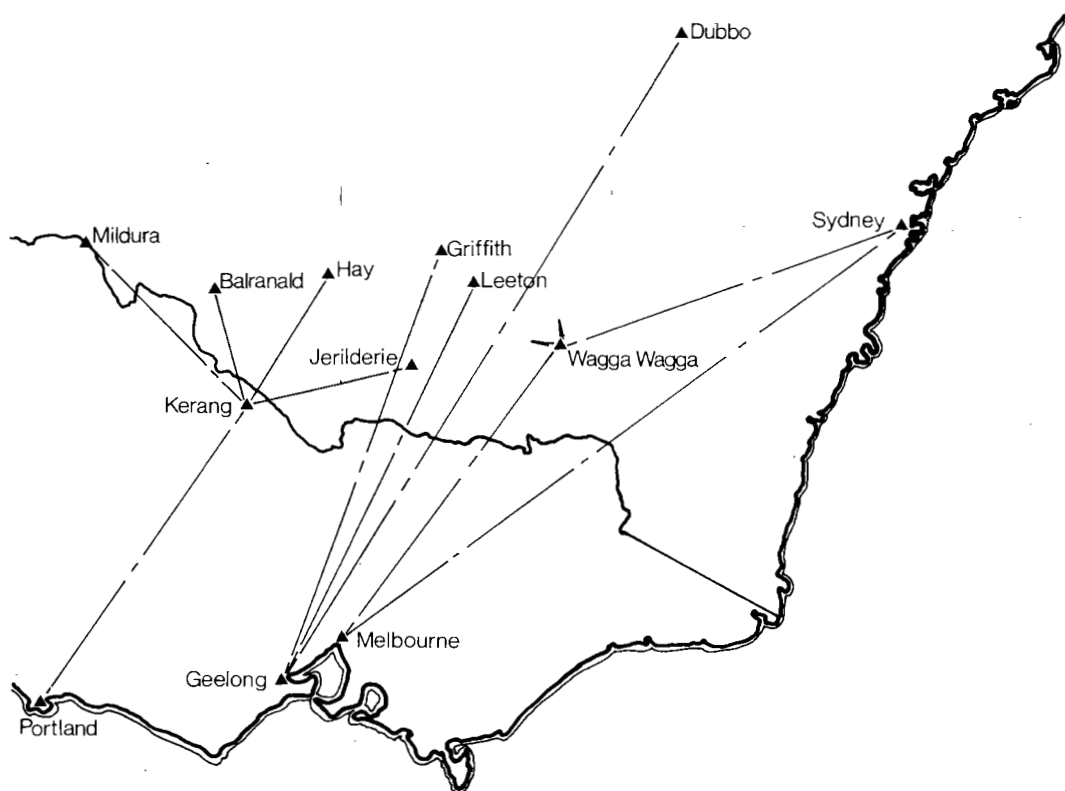 Dubbo
Sydney
Mildura
Griffith
Hay
Balranald
Leeton
Jerilderie
Wagga Wagga
Kerang
Melbourne
Geelong
Portland